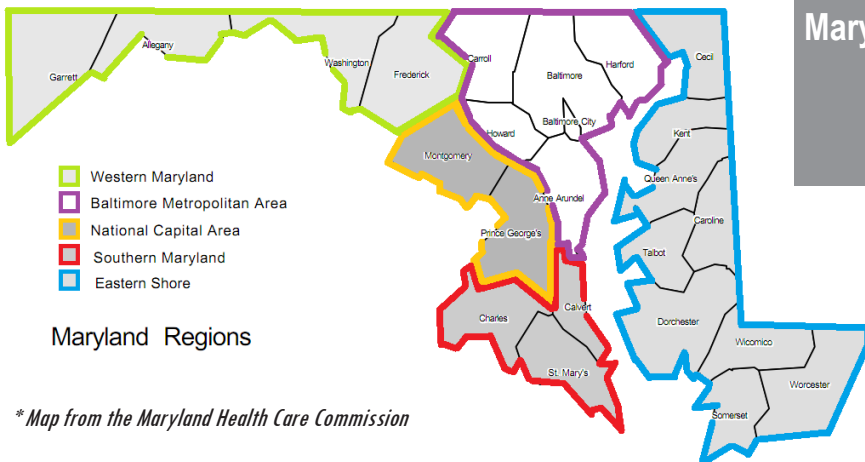 Mary
Garrett
Allegany
Washington
Frederick
Carroll
Baltimore
Harford
Cecil
Baltimore City
Howard
Kent
Montgomery
Queen Anne's
Anne Arundel
Caroline
Prince George's
Talbot
Calvert
Charles
Dorchester
Wicomico
St. Mary's
Worcester
Somerset
Western Maryland
Baltimore Metropolitan Area
National Capital Area
Southern Maryland
Eastern Shore
Maryland Regions
* Map from the Maryland Health Care Commission